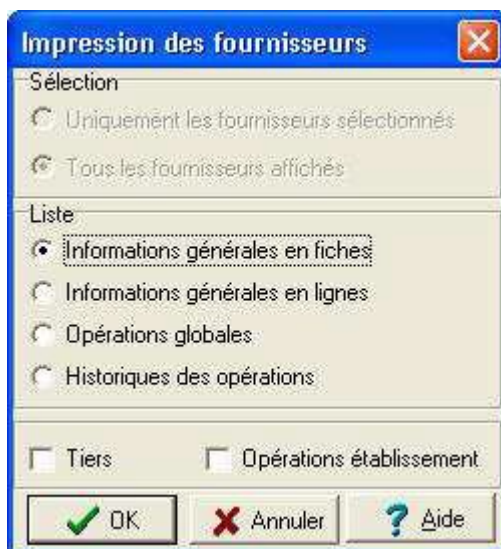 Impression des fournisseurs
Sélection
Uniquement les fournisseurs sélectionnés
Tous les fournisseurs affichés
Liste
Informations générales en fiches
Informations générales en lignes
Opérations globales
Historiques des opérations
Tiers Opérations établissement
OK Annuler Aide